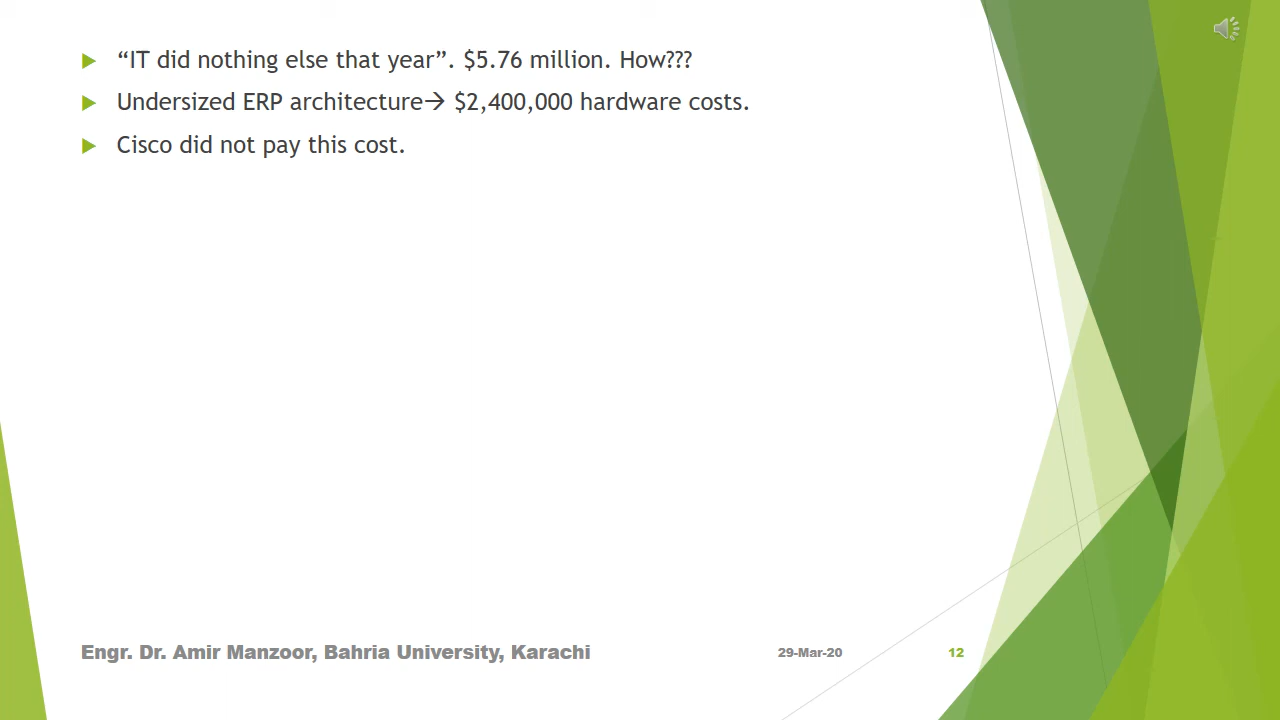 “IT did nothing else that year”. $5.76 million. How???
Undersized ERP architecture→ $2,400,000 hardware costs.
Cisco did not pay this cost.
Engr. Dr. Amir Manzoor, Bahria University, Karachi
29-Mar-20
12